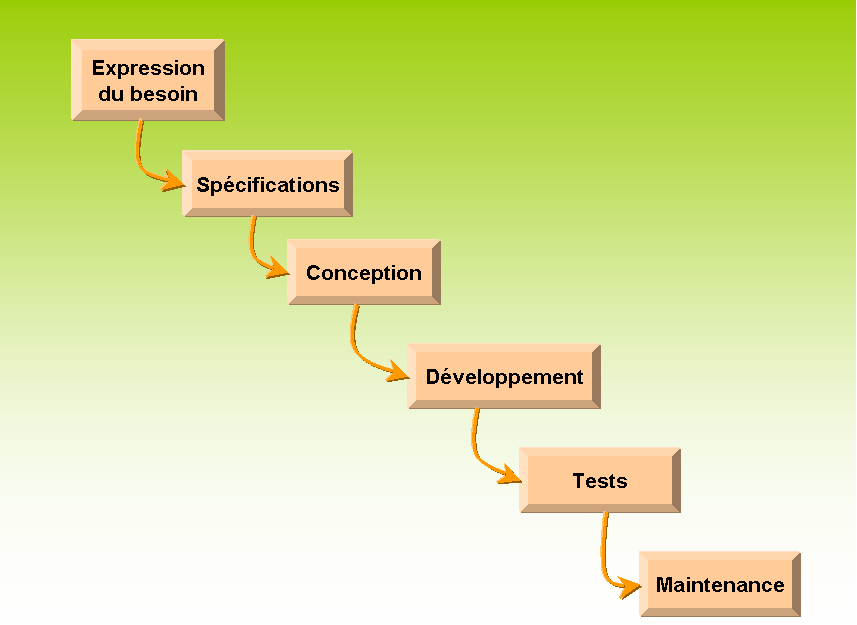 Expression
du besoin
Spécifications
Conception
Développement
Tests
Maintenance